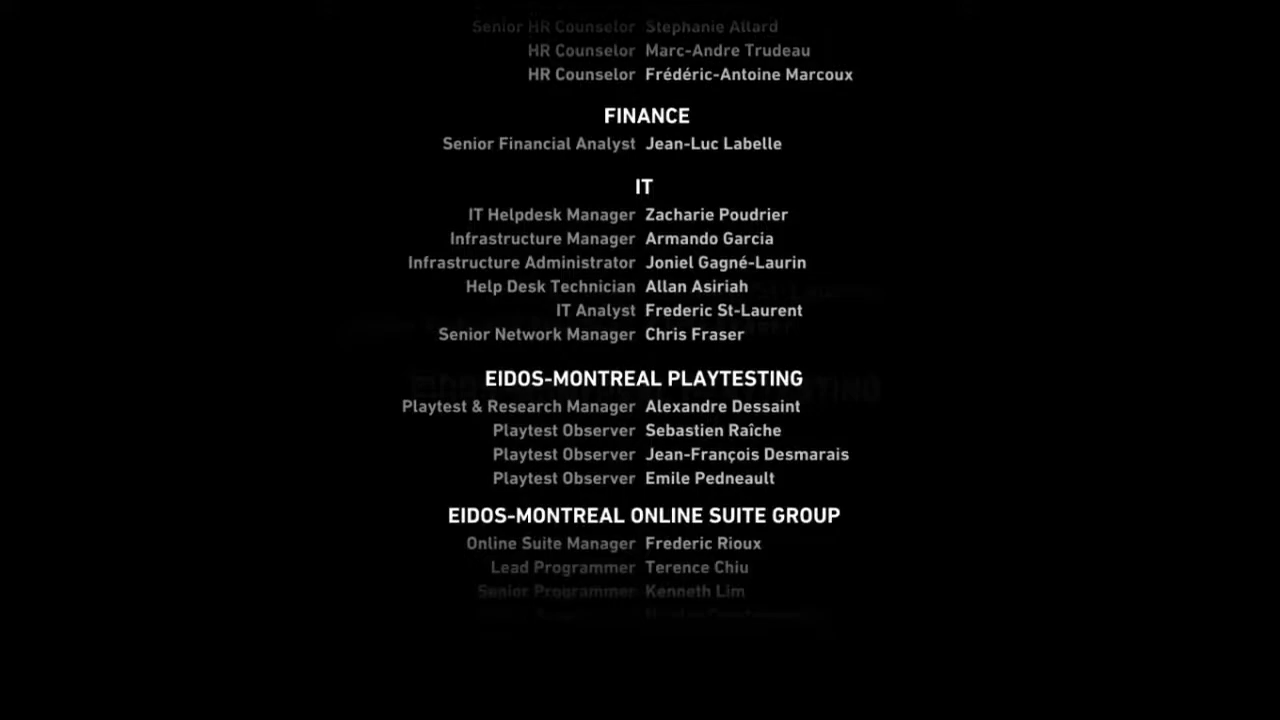 Senior HR Counselor Stephanie Allard
HR Counselor Marc-Andre Trudeau
HR Counselor Frédéric-Antoine Marcoux
FINANCE
Senior Financial Analyst Jean-Luc Labelle
IT
IT Helpdesk Manager Zacharie Poudrier
Infrastructure Manager Armando Garcia
Infrastructure Administrator Joniel Gagné-Laurin
Help Desk Technician Allan Asiriah
IT Analyst Frederic St-Laurent
Senior Network Manager Chris Fraser
EIDOS-MONTREAL PLAYTESTING
Playtest & Research Manager Alexandre Dessaint
Playtest Observer Sebastien Raîche
Playtest Observer Jean-François Desmarais
Playtest Observer Emile Pedneault
EIDOS-MONTREAL ONLINE SUITE GROUP
Online Suite Manager Frederic Rioux
Lead Programmer Terence Chiu
Senior Programmer Kenneth Lim